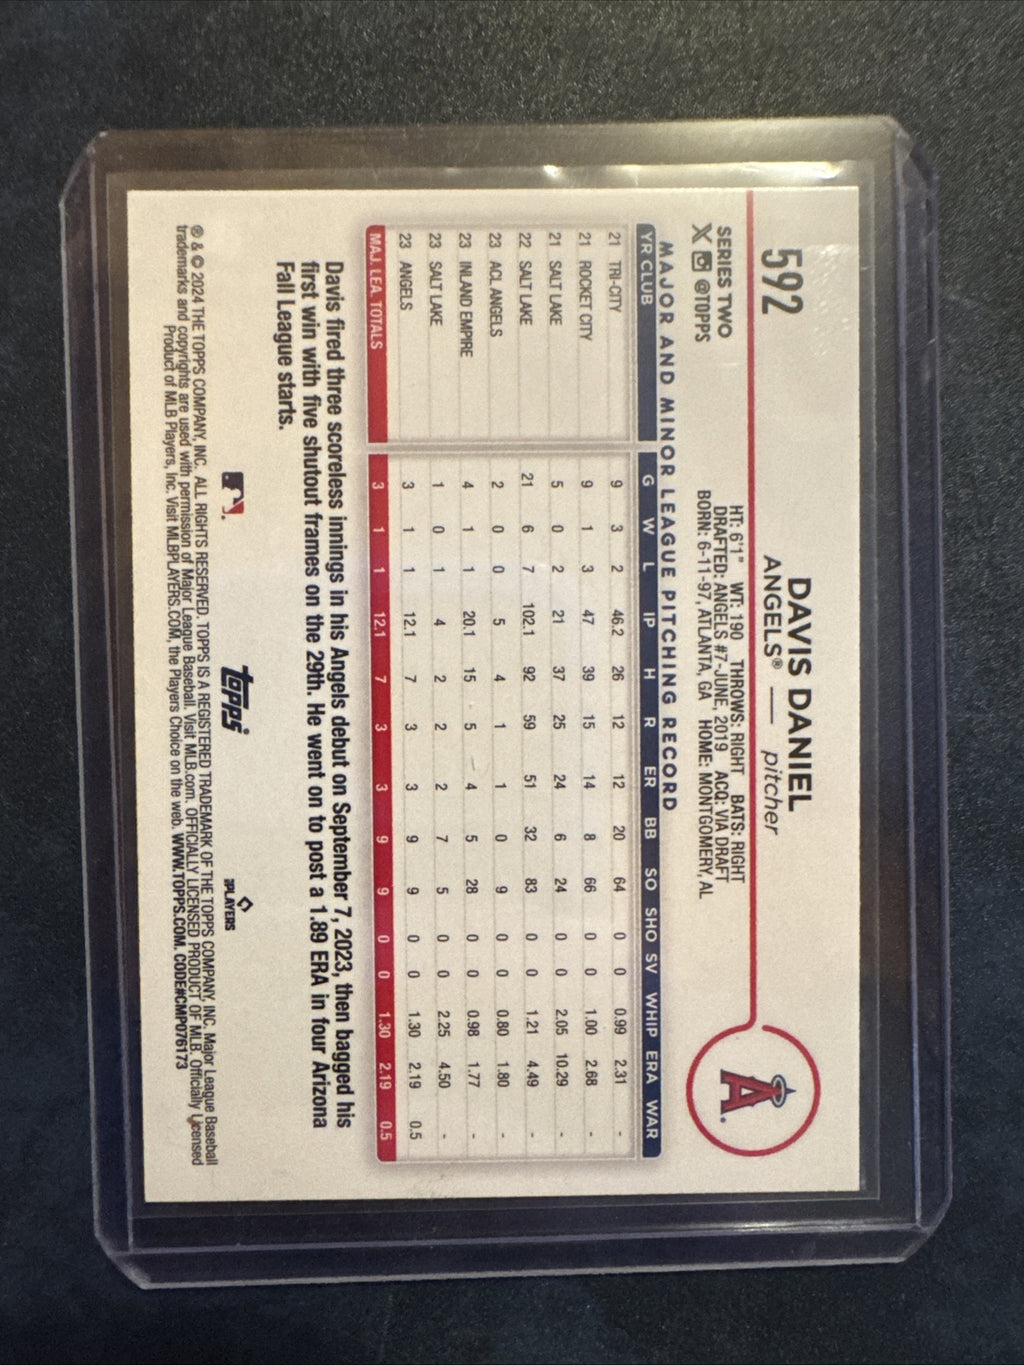 592
DAVIS DANIEL
ANGELS® — pitcher
SERIES TWO
X @TOPPS
HT: 6'1" WT: 190 THROWS: RIGHT BATS: RIGHT
DRAFTED: ANGELS #7-JUNE, 2019 ACQ: VIA DRAFT
BORN: 6-11-97, ATLANTA, GA HOME: MONTGOMERY, AL
A
MAJOR AND MINOR LEAGUE PITCHING RECORD
YR CLUB G W L IP H R ER BB SO SHO SV WHIP ERA WAR
21 TRI-CITY 9 3 2 46.2 26 12 12 20 64 0 0 0.99 2.31 -
21 ROCKET CITY 9 1 3 47 39 15 14 8 66 0 0 1.00 2.68 -
21 SALT LAKE 5 0 2 21 37 25 24 6 24 0 0 2.05 10.29 -
22 SALT LAKE 21 6 7 102.1 92 59 51 32 83 0 0 1.21 4.49 -
23 ACL ANGELS 2 0 0 5 4 1 1 0 9 0 0 0.80 1.80 -
23 INLAND EMPIRE 4 1 1 20.1 15 5 4 5 28 0 0 0.98 1.77 -
23 SALT LAKE 1 0 1 4 2 2 2 7 5 0 0 2.25 4.50 -
23 ANGELS 3 1 1 12.1 7 3 3 9 9 0 0 1.30 2.19 0.5
MAJ. LEA. TOTALS 3 1 1 12.1 7 3 3 9 9 0 0 1.30 2.19 0.5
Davis fired three scoreless innings in his Angels debut on September 7, 2023, then bagged his
first win with five shutout frames on the 29th. He went on to post a 1.89 ERA in four Arizona
Fall League starts.
topps
PLAYERS
® & © 2024 THE TOPPS COMPANY, INC. ALL RIGHTS RESERVED. TOPPS IS A REGISTERED TRADEMARK OF THE TOPPS COMPANY, INC. Major League Baseball
trademarks and copyrights are used with permission of Major League Baseball. Visit MLB.com. OFFICIALLY LICENSED PRODUCT OF MLB. Officially Licensed
Product of MLB Players, Inc. Visit MLBPLAYERS.COM, the Players Choice on the web. WWW.TOPPS.COM. CODE#CMP076173